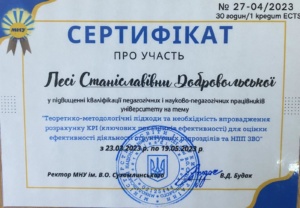 № 27-04/2023
30 годин/1 кредит ECTS
СЕРТИФІКАТ
ПРО УЧАСТЬ
Лесі Станіславівни Добровольської
у підвищенні кваліфікації педагогічних і науково-педагогічних працівників
університету на тему
"Теоретико-методологічні підходи та необхідність впровадження
розрахунку KPI (ключових показників ефективності) для оцінки
ефективності діяльності структурних підрозділів та НПП ЗВО"
з 23.03.2023 р. по 19.05.2023 р.
Ректор МНУ ім. В.О. Сухомлинського
В.Д. Будак